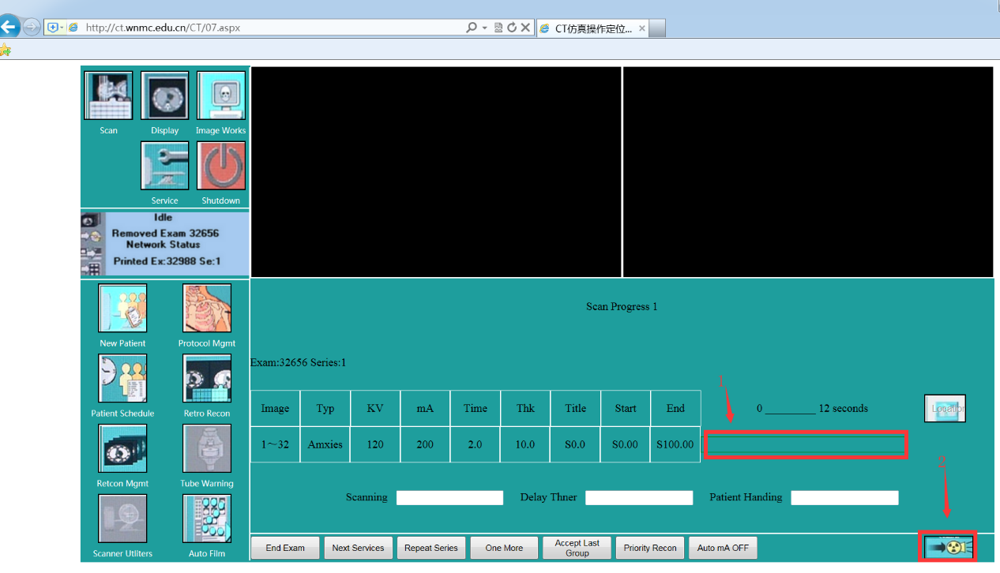 http://ct.wnmc.edu.cn/CT/07.aspx
CT仿真操作定位...
Scan
Display
Image Works
Service
Shutdown
Idle
Removed Exam 32656
Network Status
Printed Ex:32988 Se:1
New Patient
Protocol Mgmt
Patient Schedule
Retro Recon
Retcon Mgmt
Tube Warning
Scanner Utliters
Auto Film
Scan Progress 1
Exam:32656 Series:1
Image Typ KV mA Time Thk Title Start End
1～32 Amxies 120 200 2.0 10.0 S0.0 S0.00 S100.00
1
0 _________ 12 seconds
Location
2
Scanning
Delay Thner
Patient Handing
End Exam
Next Services
Repeat Series
One More
Accept Last
Group
Priority Recon
Auto mA OFF